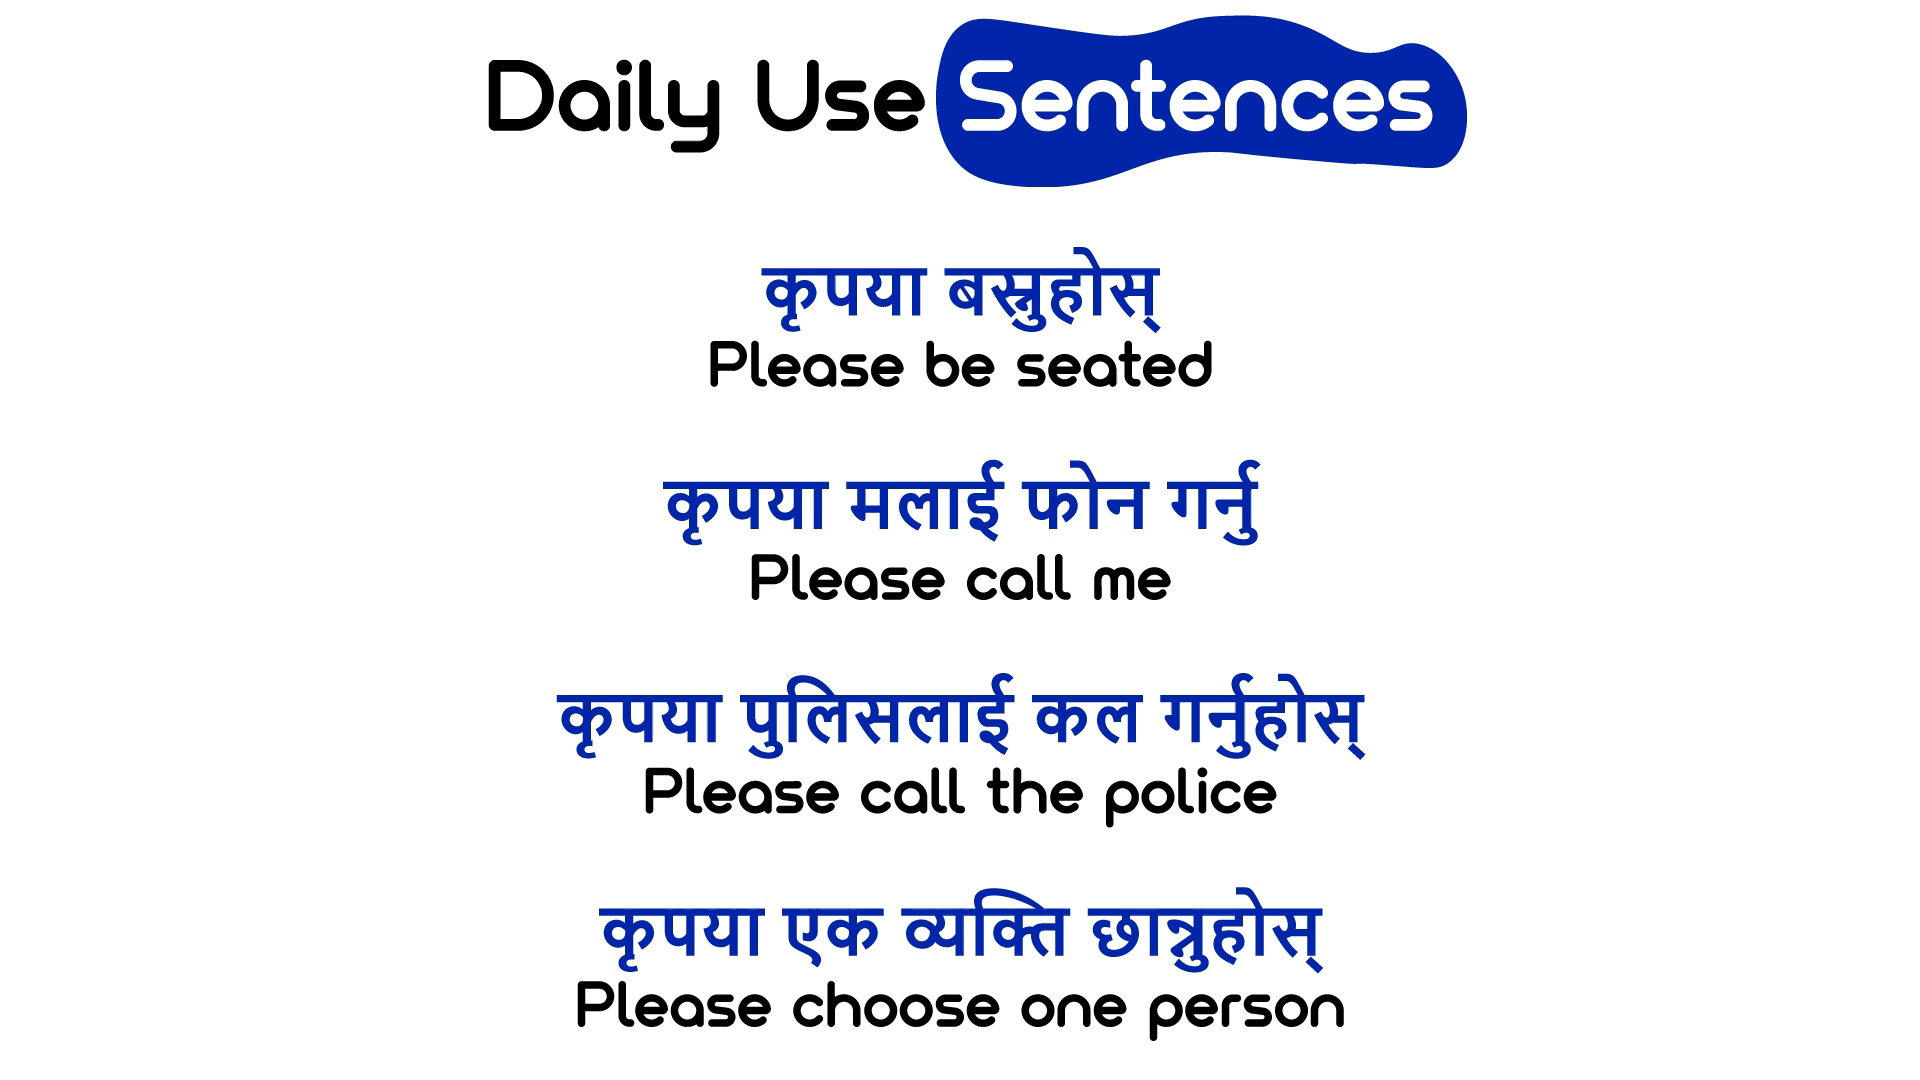 Daily Use Sentences
कृपया बस्नुहोस्
Please be seated
कृपया मलाई फोन गर्नु
Please call me
कृपया पुलिसलाई कल गर्नुहोस्
Please call the police
कृपया एक व्यक्ति छान्नुहोस्
Please choose one person